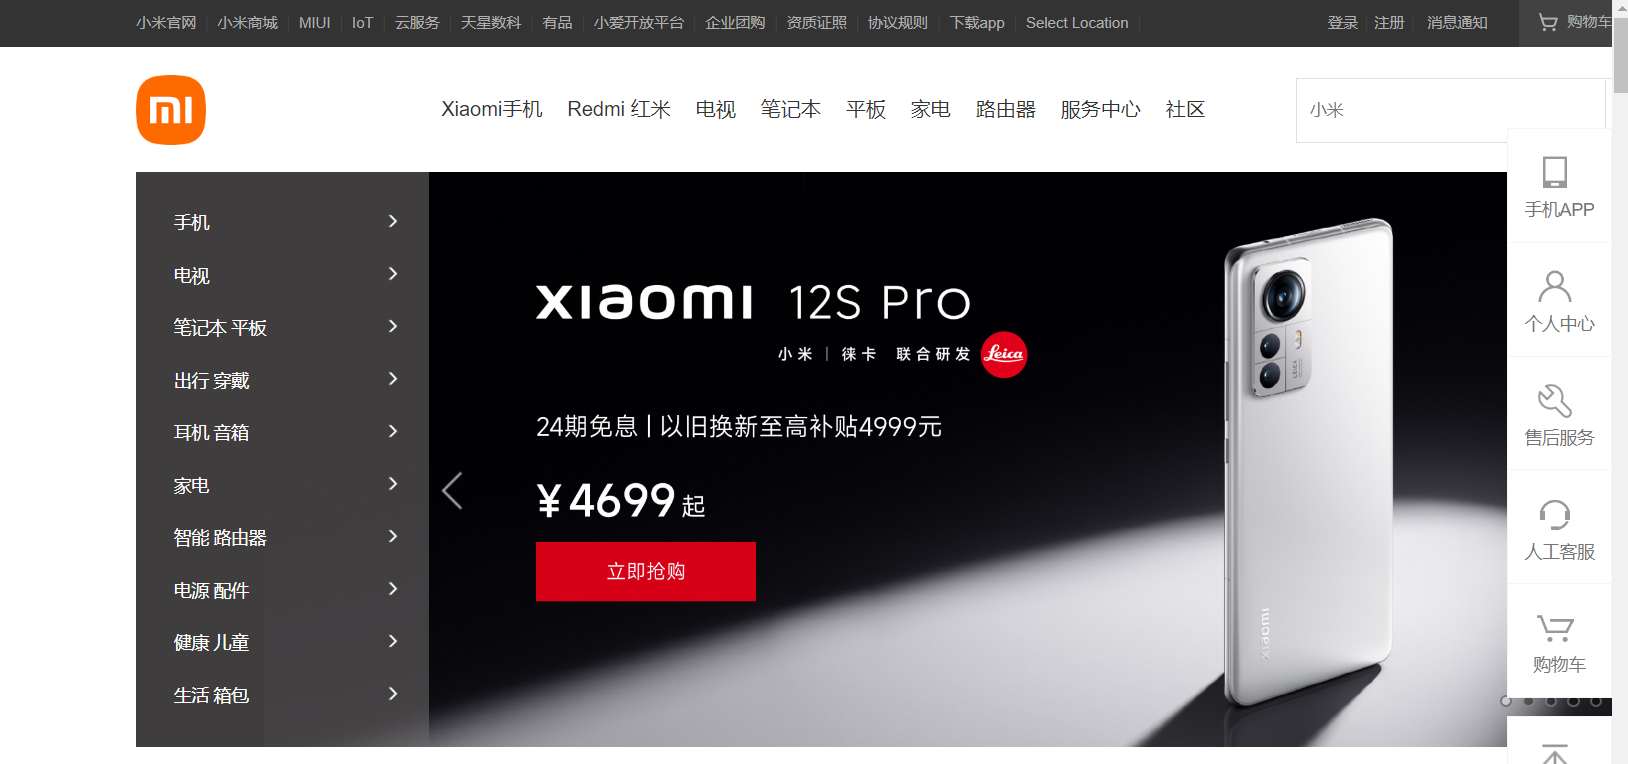 小米官网 小米商城 MIUI IoT 云服务 天星数科 有品 小爱开放平台 企业团购 资质证照 协议规则 下载app Select Location 登录 注册 消息通知 购物车
Xiaomi手机 Redmi 红米 电视 笔记本 平板 家电 路由器 服务中心 社区
小米
手机
电视
笔记本 平板
出行 穿戴
耳机 音箱
家电
智能 路由器
电源 配件
健康 儿童
生活 箱包
xiaomi 12S Pro
小米 | 徕卡 联合研发 Leica
24期免息 | 以旧换新至高补贴4999元
¥4699起
立即抢购
xiaomi
手机APP
个人中心
售后服务
人工客服
购物车